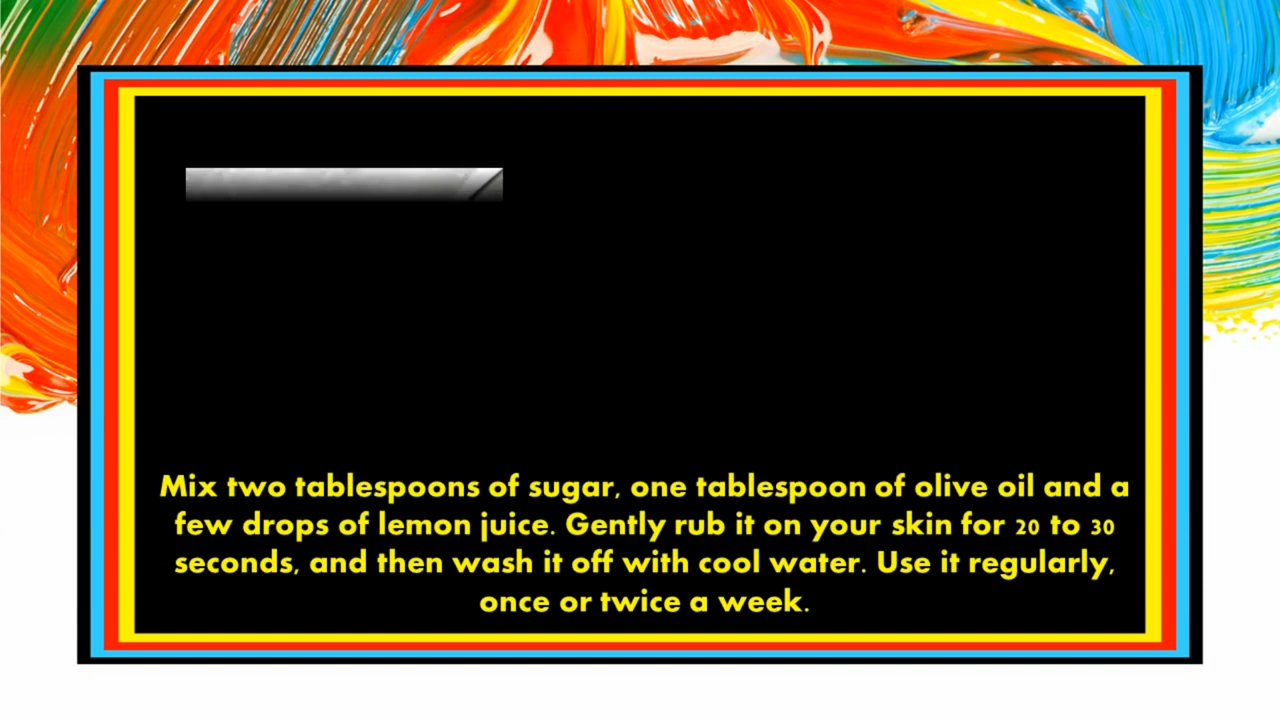 Mix two tablespoons of sugar, one tablespoon of olive oil and a
few drops of lemon juice. Gently rub it on your skin for 20 to 30
seconds, and then wash it off with cool water. Use it regularly,
once or twice a week.